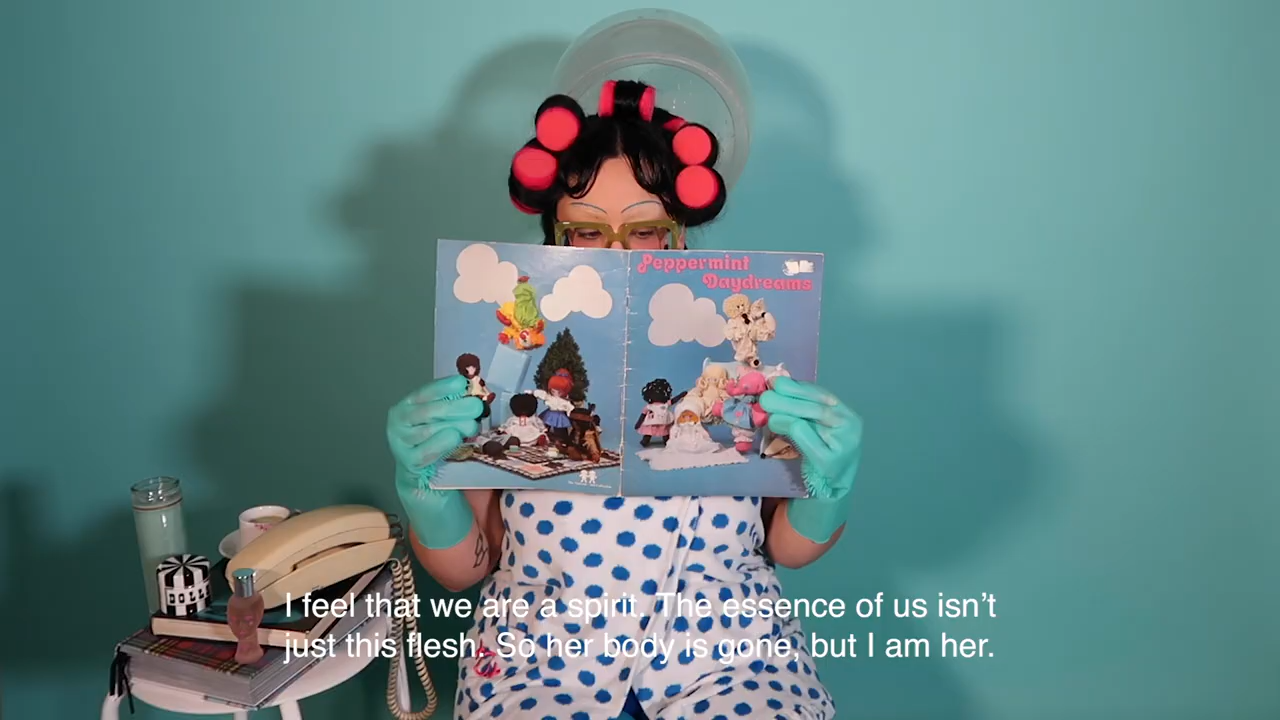 Peppermint
Daydreams
I feel that we are a spirit. The essence of us isn't
just this flesh. So her body is gone, but I am her.